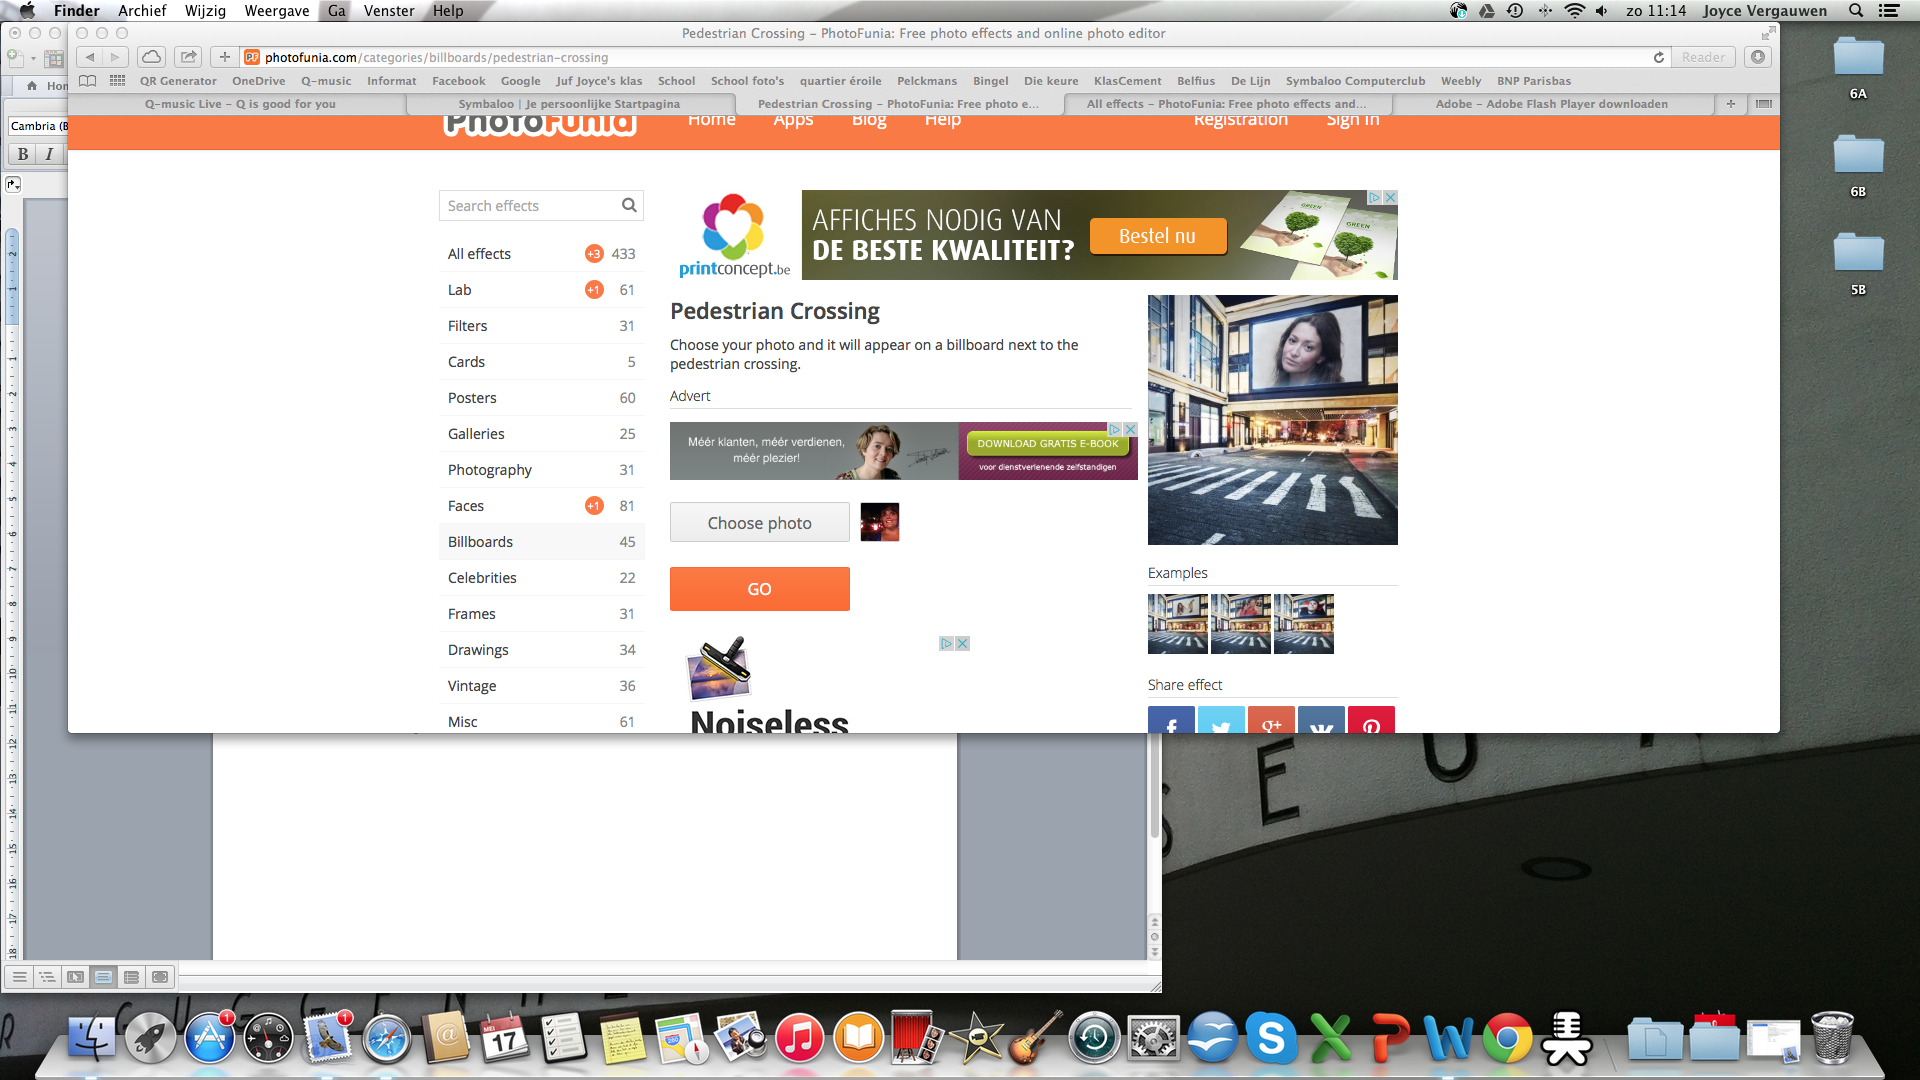 Finder Archief Wijzig Weergave Ga Venster Help
zo 11:14 Joyce Vergauwen
Pedestrian Crossing – PhotoFunia: Free photo effects and online photo editor
photofunia.com/categories/billboards/pedestrian-crossing
Reader
QR Generator OneDrive Q-music Informat Facebook Google Juf Joyce's klas School School foto's quartier éroile Pelckmans Bingel Die keure KlasCement Belfius De Lijn Symbaloo Computerclub Weebly BNP Parisbas
Q-music Live – Q is good for you
Symbaloo | Je persoonlijke Startpagina
Pedestrian Crossing – PhotoFunia: Free photo e...
All effects – PhotoFunia: Free photo effects and...
Adobe – Adobe Flash Player downloaden
Cambria (B
B I
PhotoFunia
Home Apps Blog Help
Registration Sign In
Search effects
All effects +3 433
Lab +1 61
Filters 31
Cards 5
Posters 60
Galleries 25
Photography 31
Faces +1 81
Billboards 45
Celebrities 22
Frames 31
Drawings 34
Vintage 36
Misc 61
printconcept.be
AFFICHES NODIG VAN
DE BESTE KWALITEIT?
Bestel nu
GREEN
GREEN
Pedestrian Crossing
Choose your photo and it will appear on a billboard next to the
pedestrian crossing.
Advert
Méér klanten, méér verdienen,
méér plezier!
DOWNLOAD GRATIS E-BOOK
voor dienstverlenende zelfstandigen
Choose photo
GO
Noiseless
Examples
Share effect
6A
6B
5B
MEI
17